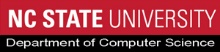 NC STATE UNIVERSITY
Department of Computer Science